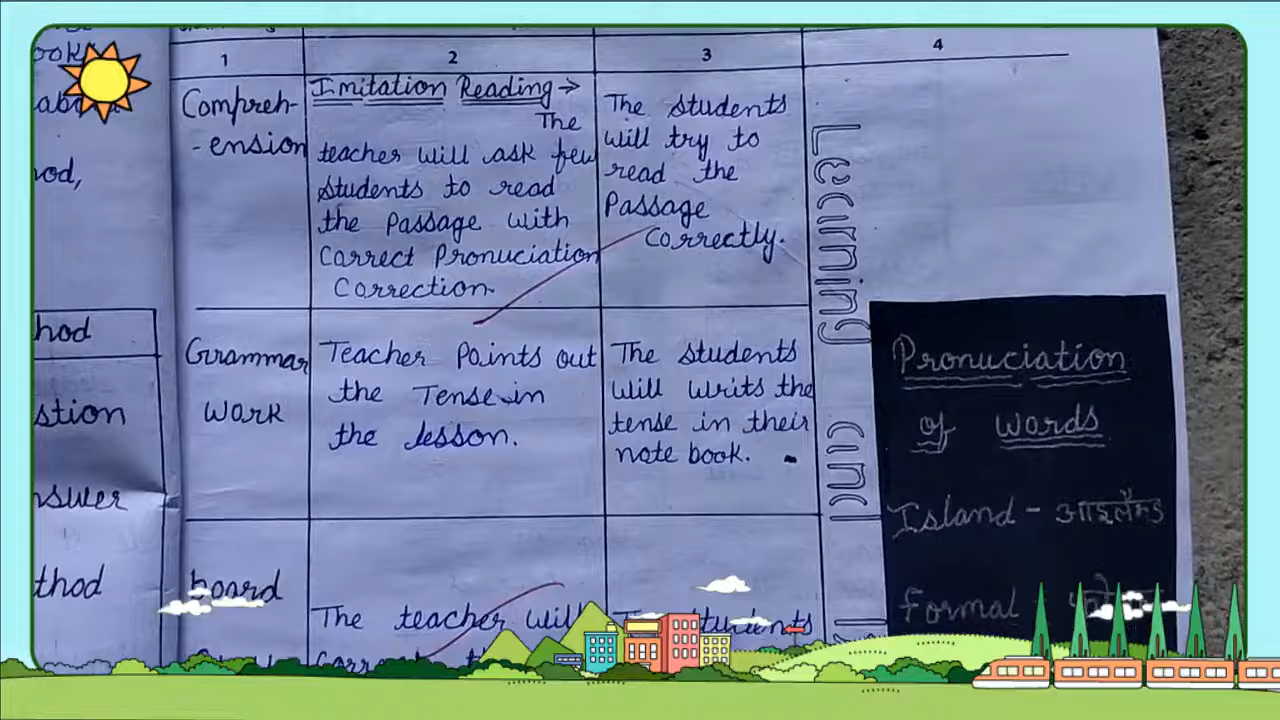 1
2
3
4
Compreh-
-ension
Imitation Reading →
The
teacher will ask few
students to read
the Passage with
Correct Pronuciation
Correction.
The students
will try to
read the
Passage
Correctly.
Learning
and
Grammar
Work
Teacher Points out
the Tense in
the lesson.
The students
will writs the
tense in their
note book.
Pronuciation
of Words
Island - आइलैण्ड
Formal -
board
The teacher will
hod
stion
nswer
thod